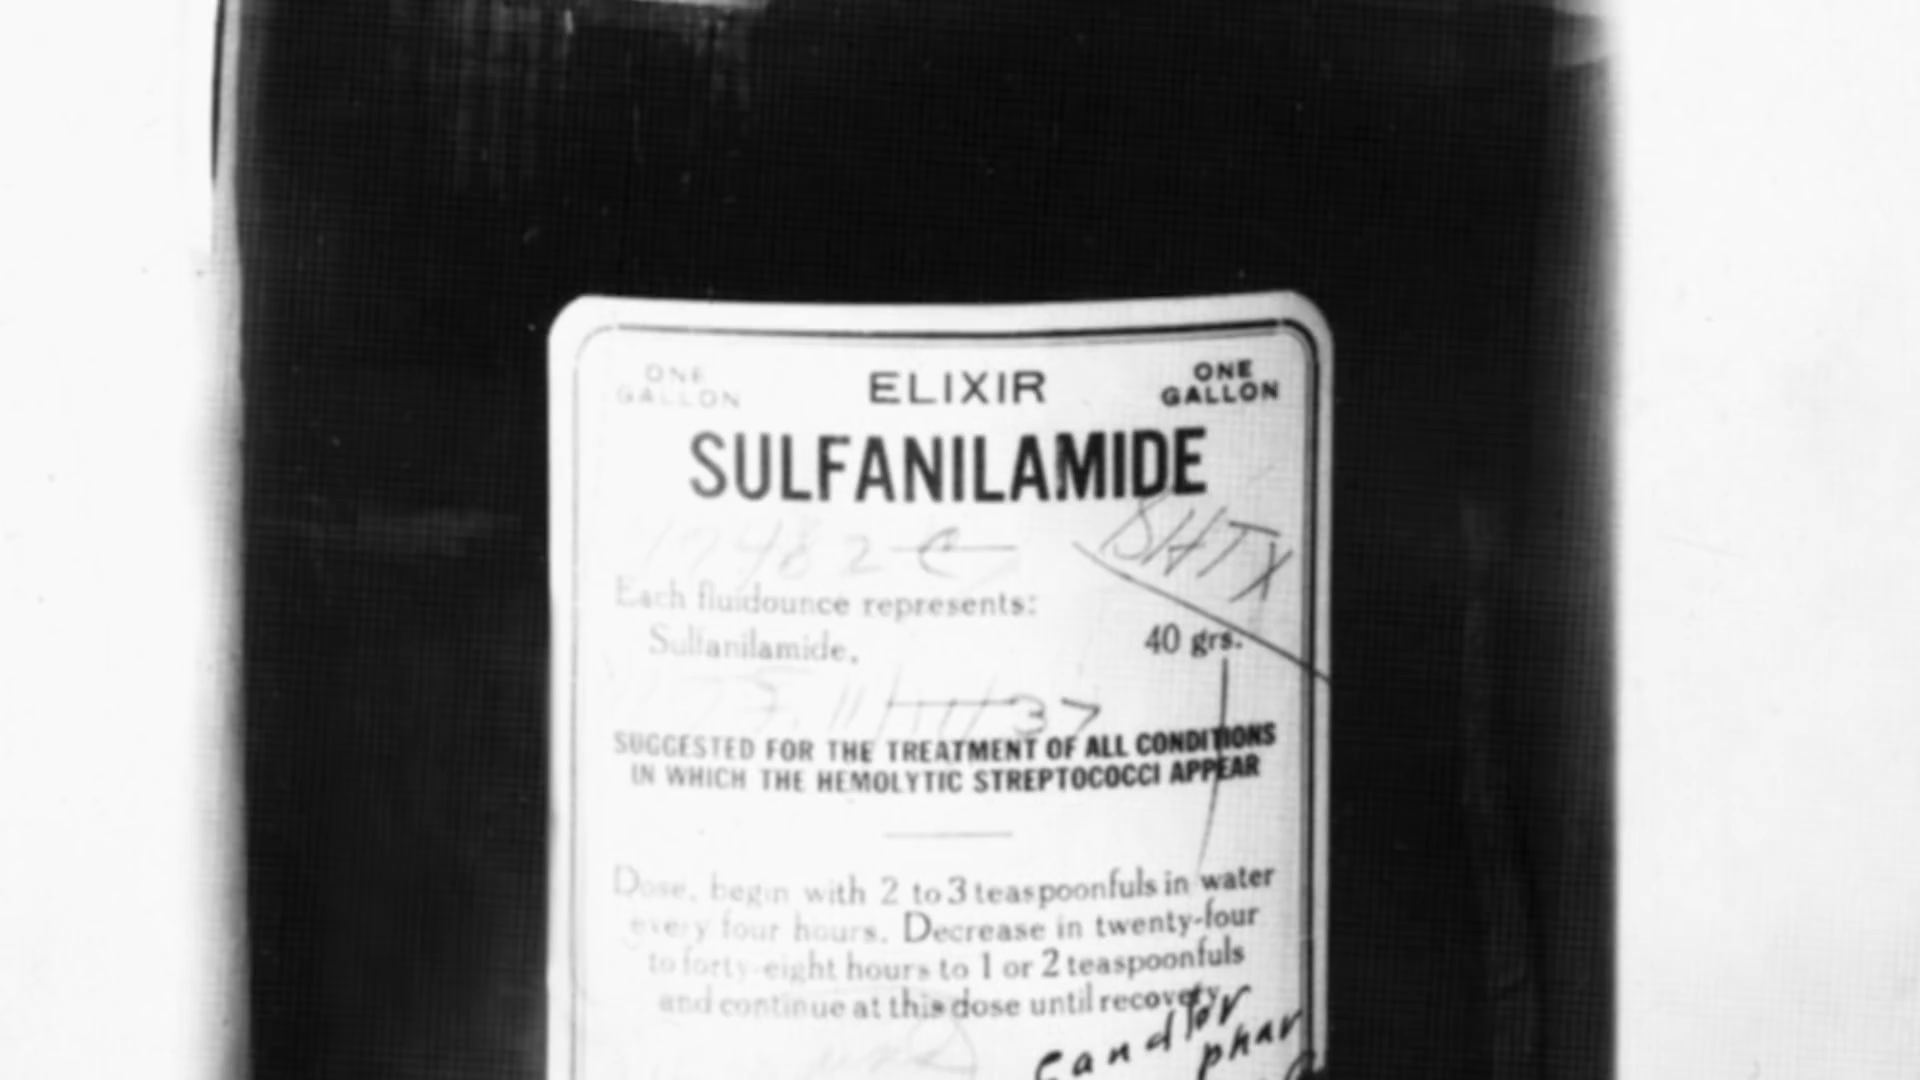 ONE GALLON ELIXIR ONE GALLON
SULFANILAMIDE
Each fluidounce represents:
Sulfanilamide, 40 grs.
37
SUGGESTED FOR THE TREATMENT OF ALL CONDITIONS
IN WHICH THE HEMOLYTIC STREPTOCOCCI APPEAR
Dose, begin with 2 to 3 teaspoonfuls in water
every four hours. Decrease in twenty-four
to forty-eight hours to 1 or 2 teaspoonfuls
and continue at this dose until recovery.
phar